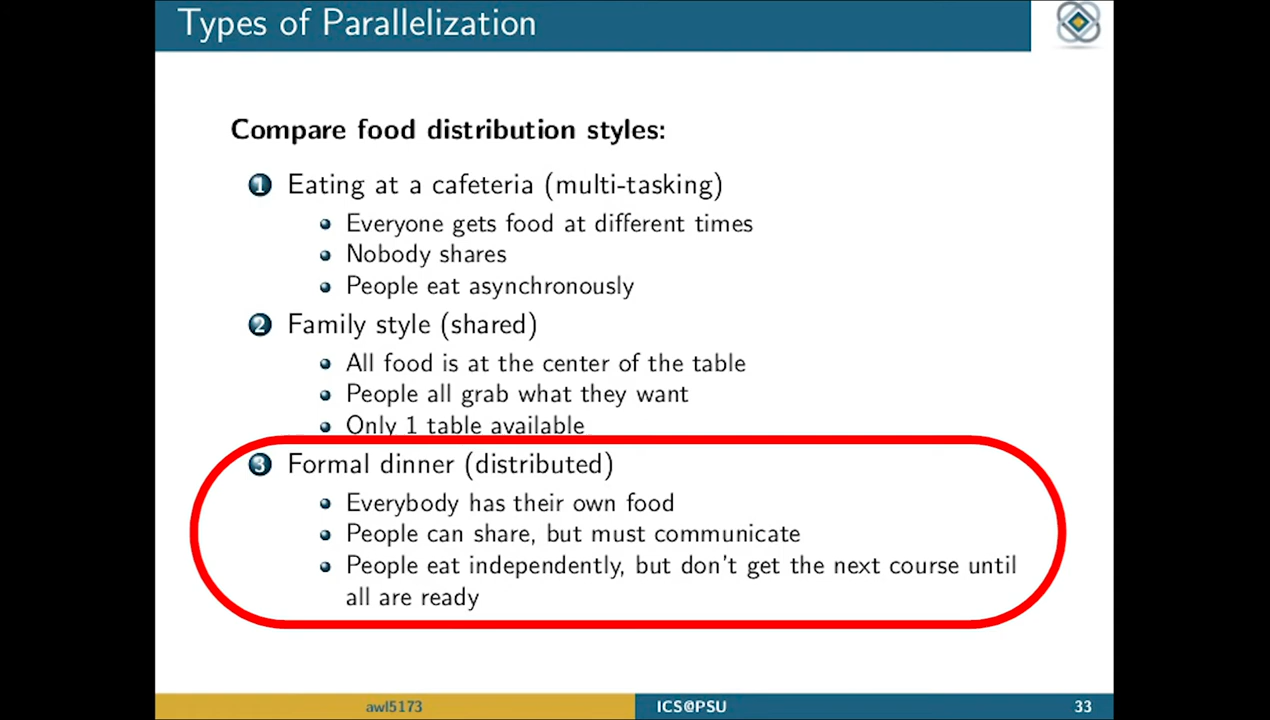 Types of Parallelization
Compare food distribution styles:
1 Eating at a cafeteria (multi-tasking)
Everyone gets food at different times
Nobody shares
People eat asynchronously
2 Family style (shared)
All food is at the center of the table
People all grab what they want
Only 1 table available
3 Formal dinner (distributed)
Everybody has their own food
People can share, but must communicate
People eat independently, but don't get the next course until
all are ready
awl5173 ICS@PSU 33